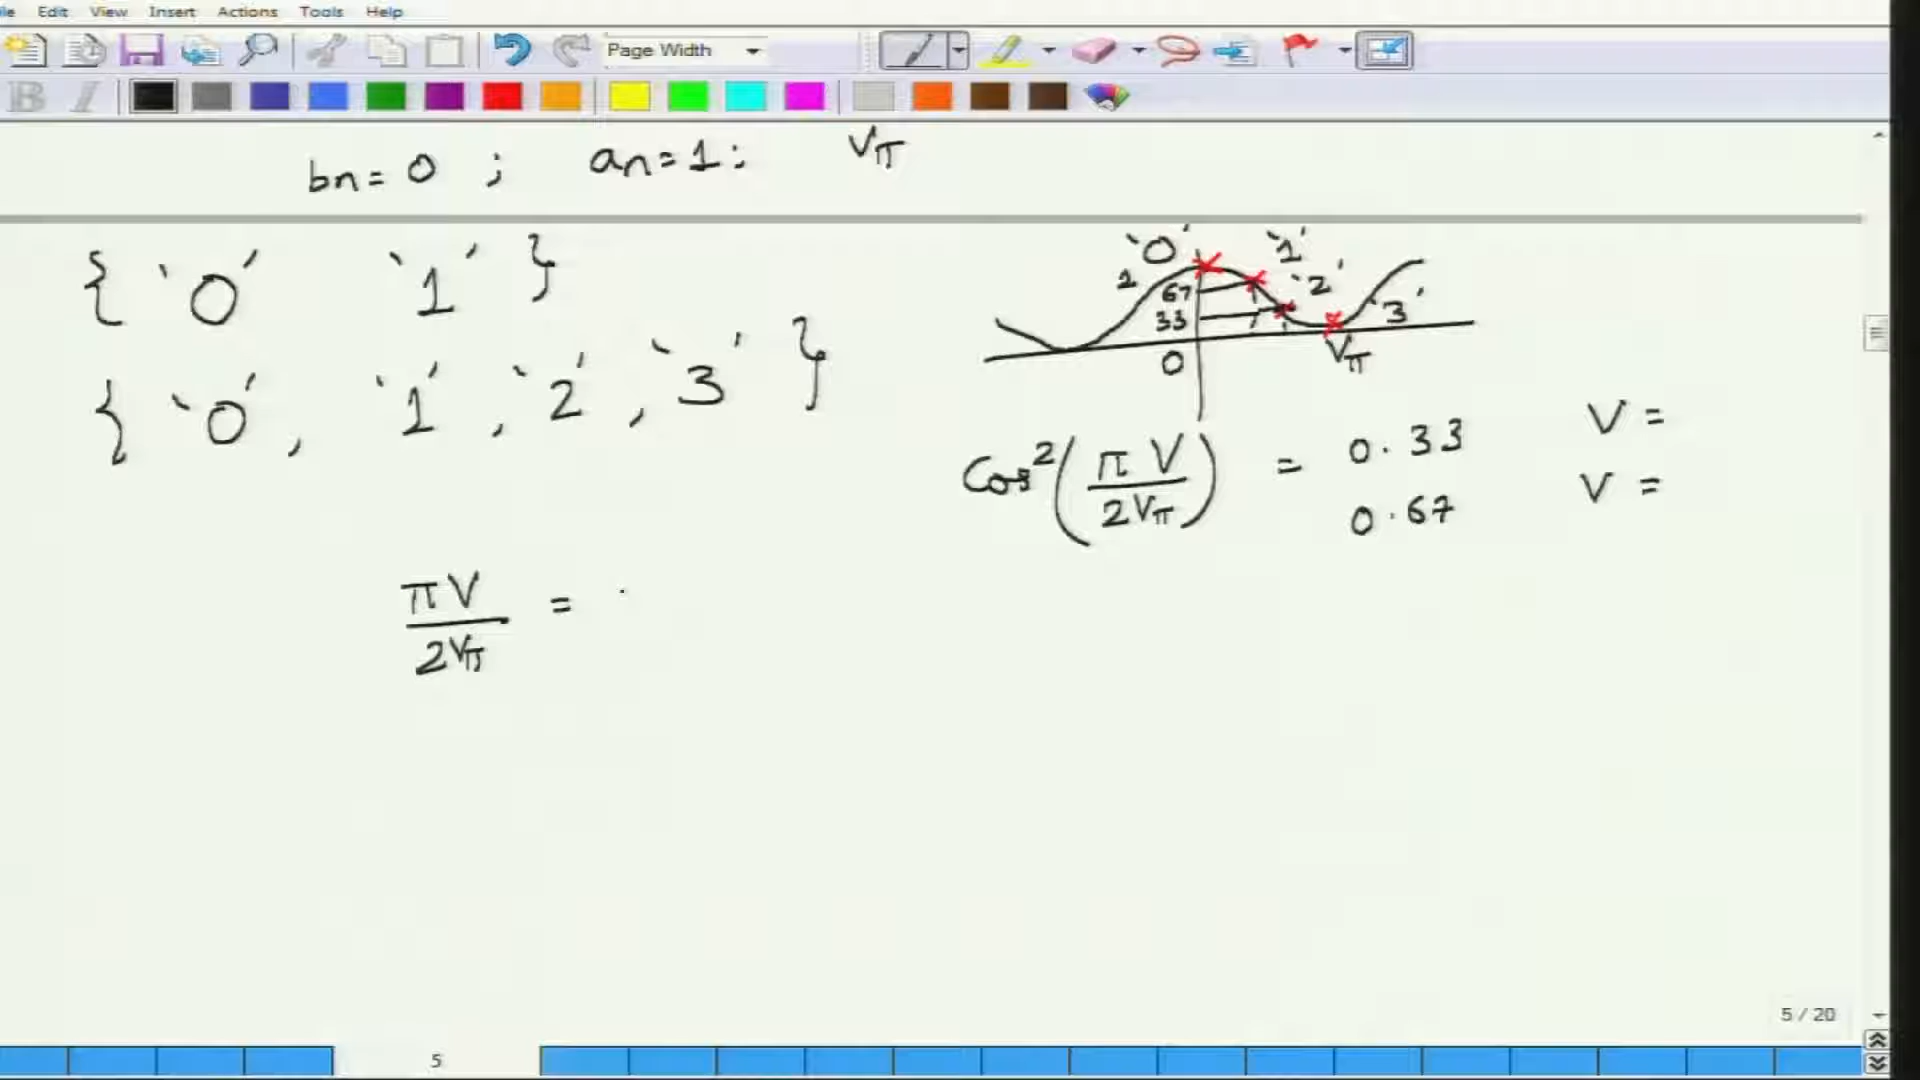 File Edit View Insert Actions Tools Help
Page Width
B I
bn = 0 ; an = 1 ; Vπ
{ '0' '1' }
{ '0', '1', '2', '3' }
'0' '1'
1 67 '2'
33 '3'
0 Vπ
Cos²(πV/2Vπ) = 0.33 V =
0.67 V =
πV/2Vπ =
5 / 20
5